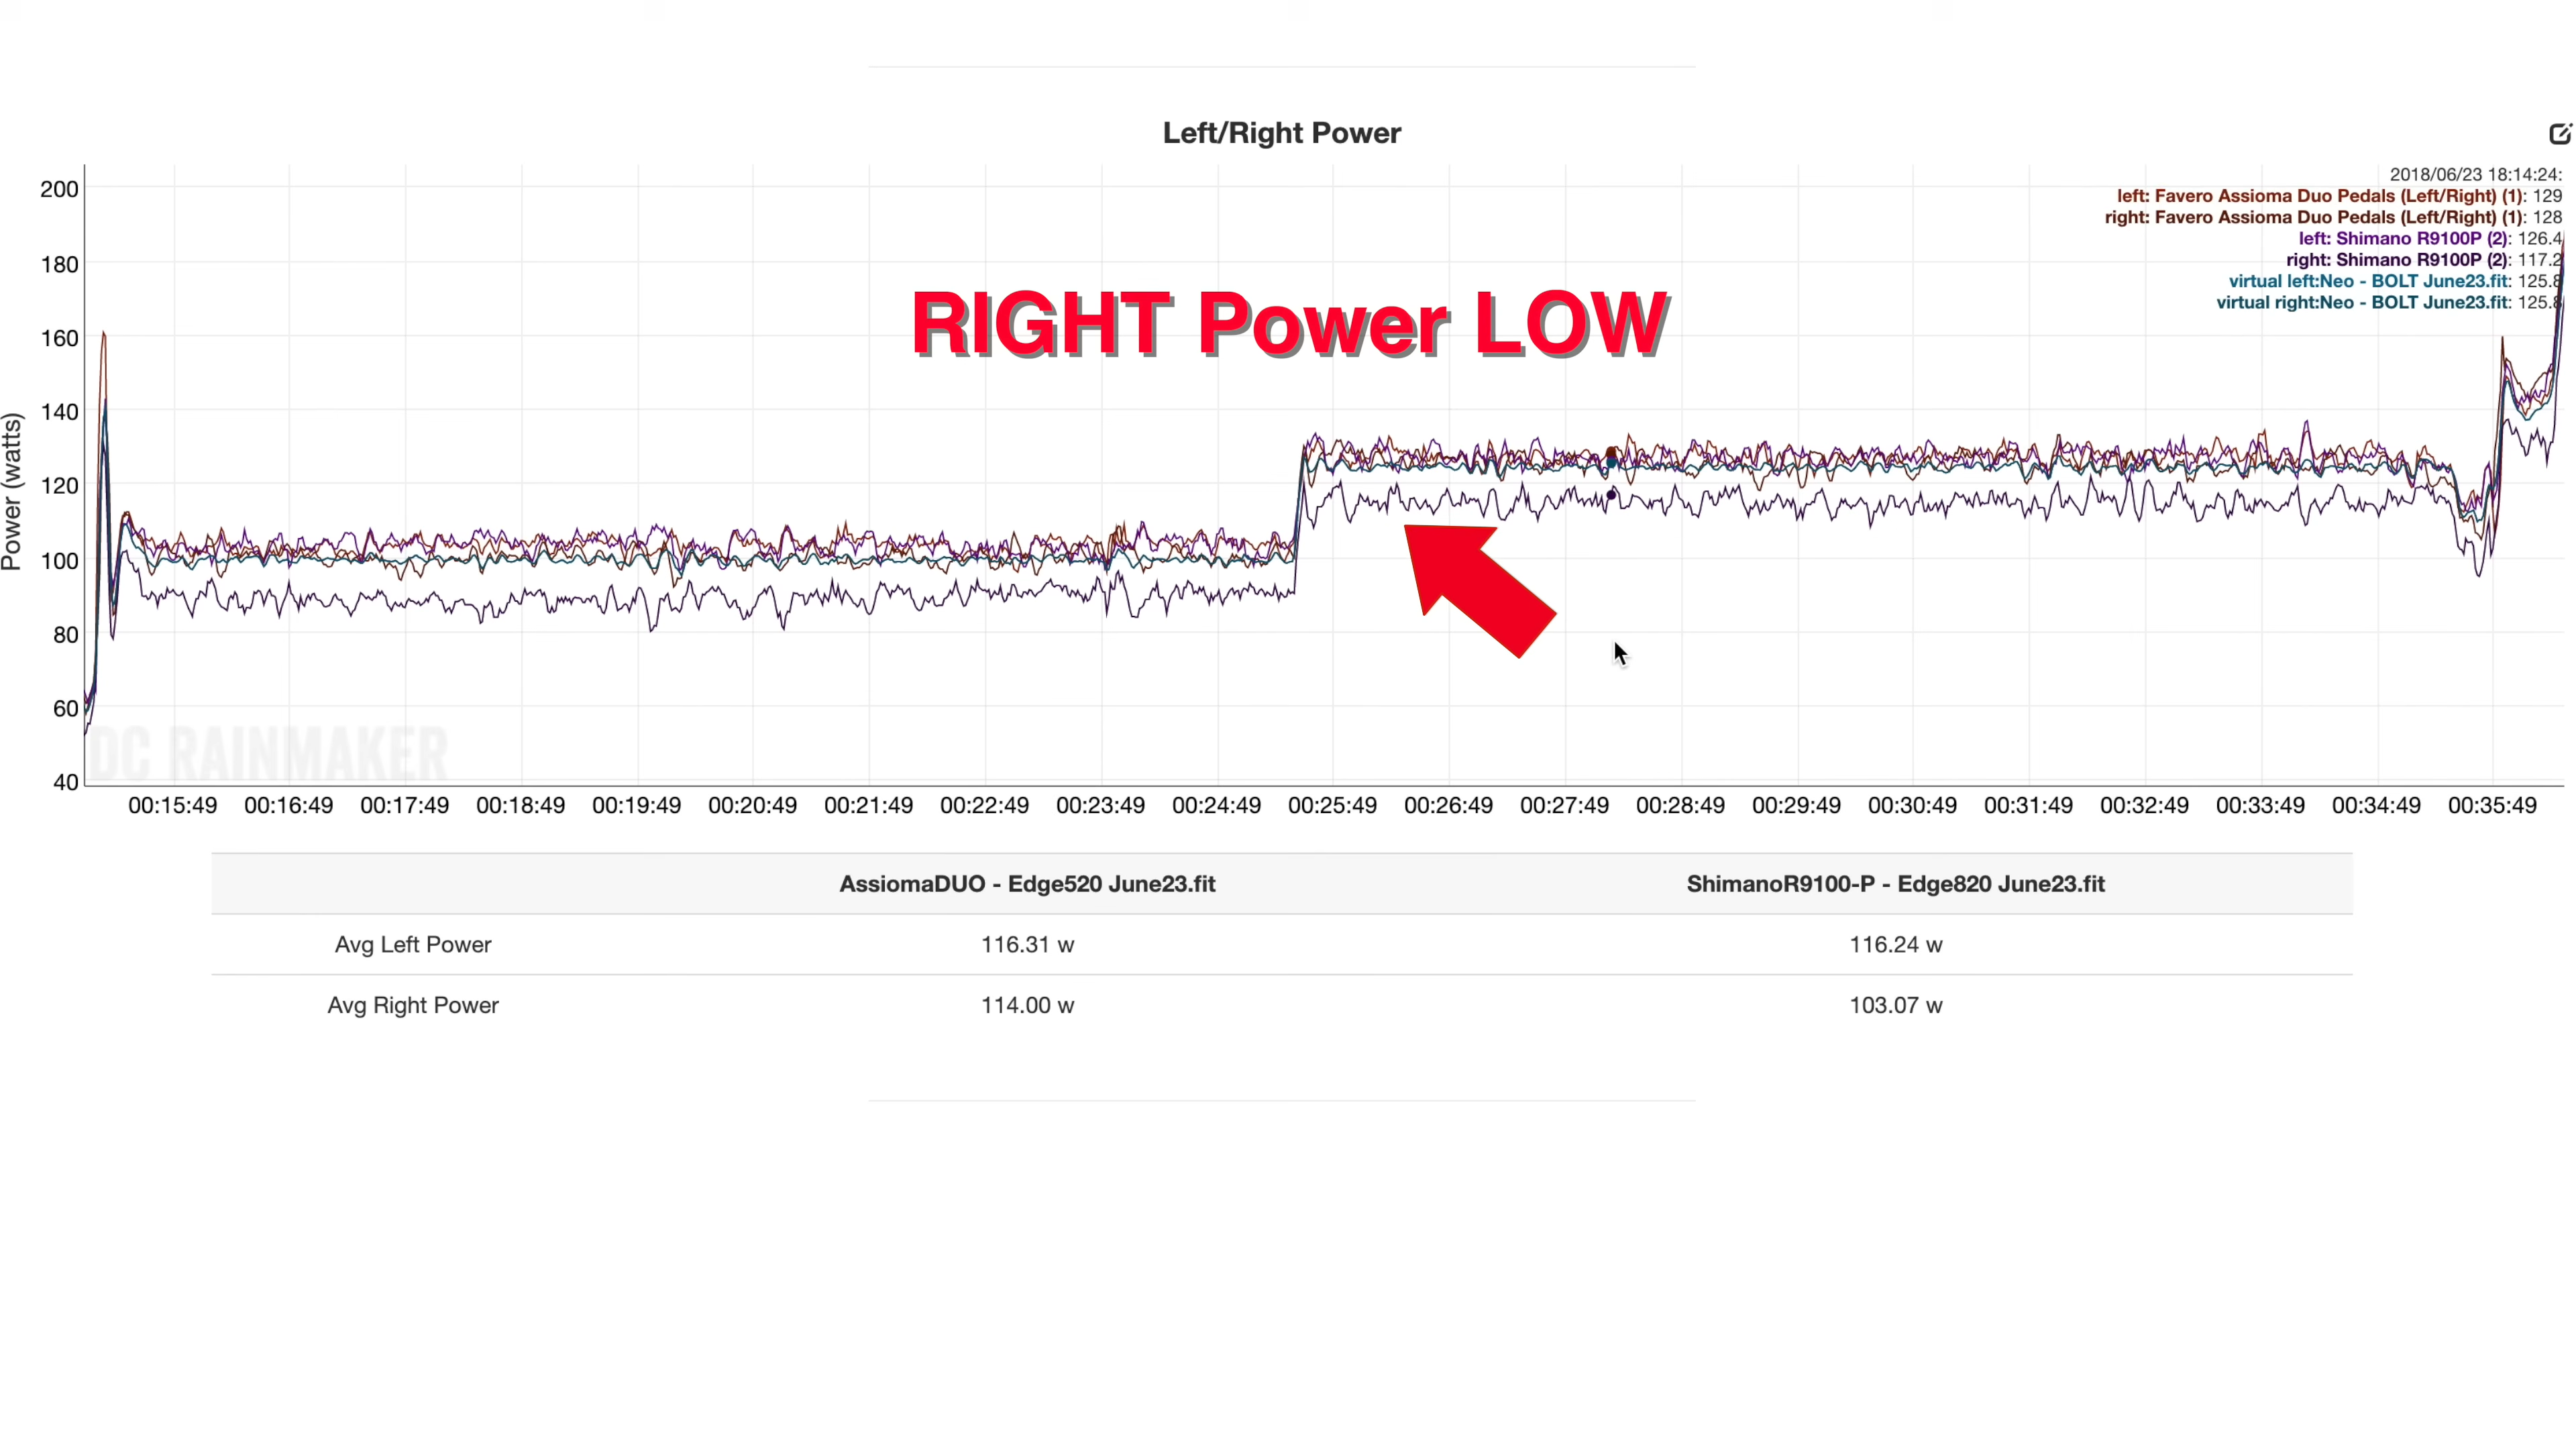 Left/Right Power
2018/06/23 18:14:24:
left: Favero Assioma Duo Pedals (Left/Right) (1): 129
right: Favero Assioma Duo Pedals (Left/Right) (1): 128
left: Shimano R9100P (2): 126.4
right: Shimano R9100P (2): 117.2
virtual left:Neo - BOLT June23.fit: 125.8
virtual right:Neo - BOLT June23.fit: 125.8
RIGHT Power LOW
Power (watts)
200
180
160
140
120
100
80
60
40
DC RAINMAKER
00:15:49 00:16:49 00:17:49 00:18:49 00:19:49 00:20:49 00:21:49 00:22:49 00:23:49 00:24:49 00:25:49 00:26:49 00:27:49 00:28:49 00:29:49 00:30:49 00:31:49 00:32:49 00:33:49 00:34:49 00:35:49
AssiomaDUO - Edge520 June23.fit ShimanoR9100-P - Edge820 June23.fit
Avg Left Power 116.31 w 116.24 w
Avg Right Power 114.00 w 103.07 w